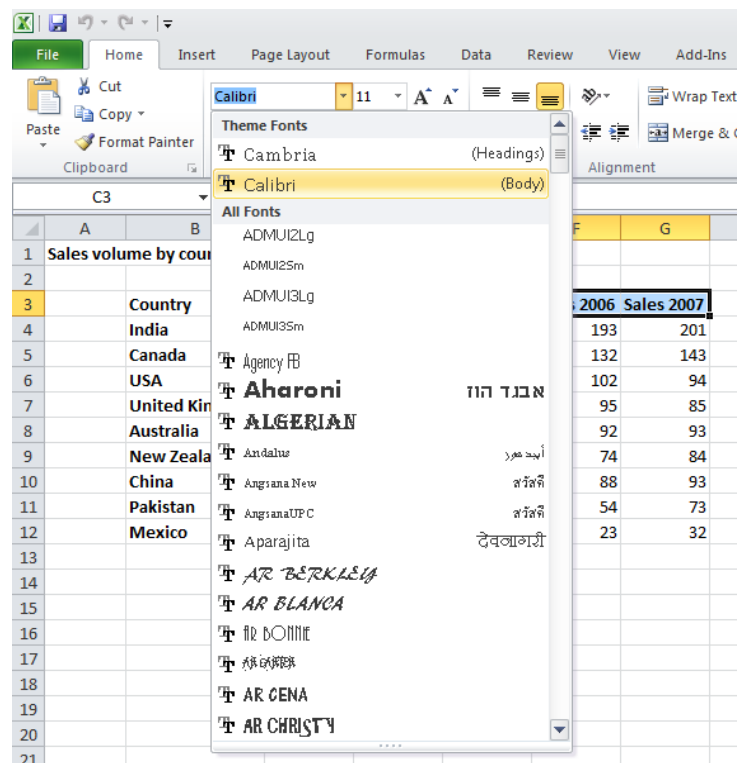 File Home Insert Page Layout Formulas Data Review View Add-Ins
Cut
Copy
Format Painter
Paste
Clipboard
Calibri 11
Wrap Text
Merge &
Alignment
C3
Theme Fonts
Cambria (Headings)
Calibri (Body)
All Fonts
ADMUI2Lg
ADMUI2Sm
ADMUI3Lg
ADMUI3Sm
Agency FB
Aharoni אבגד הוז
ALGERIAN
Andalus أبجد هوز
Angsana New สวัสดี
AngsanaUPC สวัสดี
Aparajita देवनागरी
AR BERKLEY
AR BLANCA
AR BONNIE
AR CENA
AR CHRISTY
A B F G
1 Sales volume by cour
2
3 Country 2006 Sales 2007
4 India 193 201
5 Canada 132 143
6 USA 102 94
7 United Kin 95 85
8 Australia 92 93
9 New Zeala 74 84
10 China 88 93
11 Pakistan 54 73
12 Mexico 23 32
13
14
15
16
17
18
19
20
21